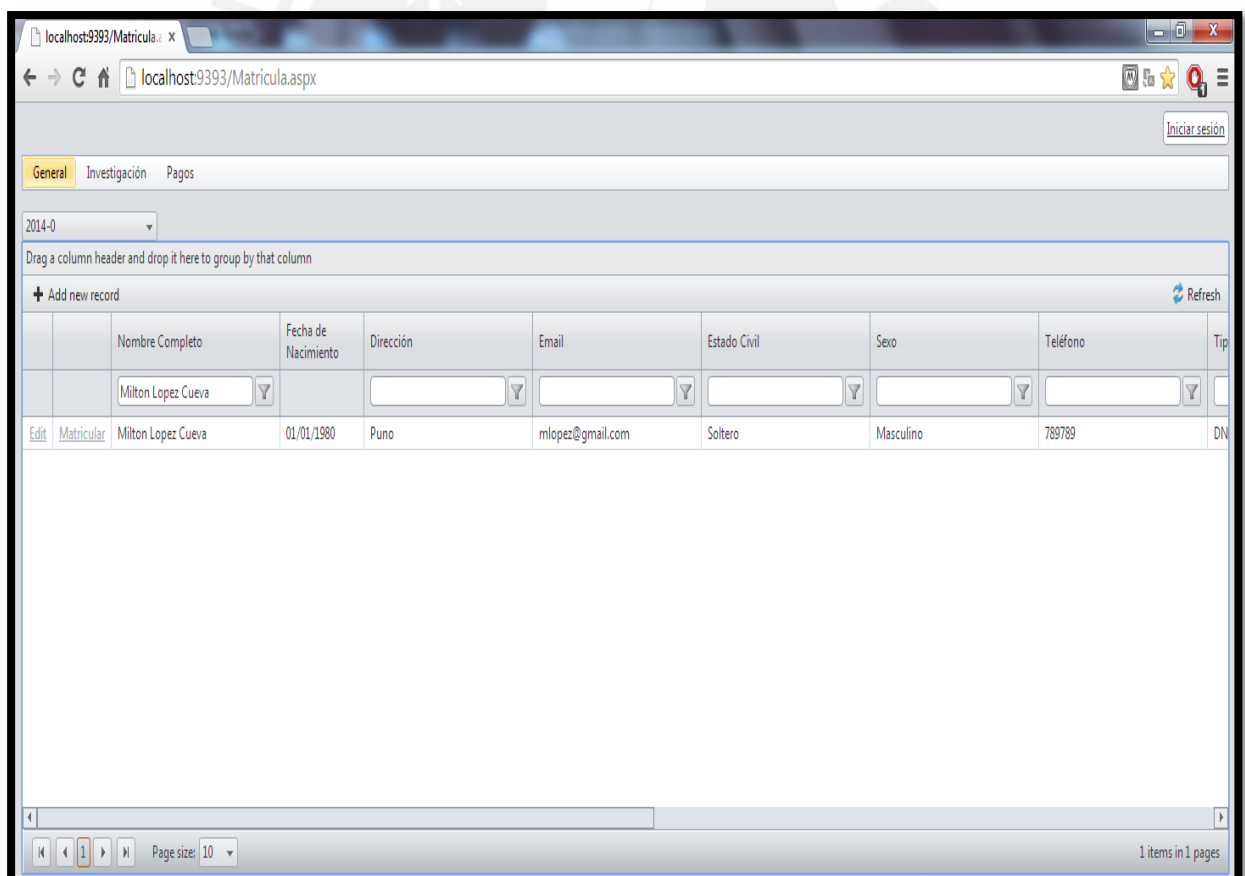 localhost:9393/Matricula.a x
localhost:9393/Matricula.aspx
Iniciar sesión
General Investigación Pagos
2014-0
Drag a column header and drop it here to group by that column
+ Add new record Refresh
Nombre Completo Fecha de Nacimiento Dirección Email Estado Civil Sexo Teléfono Tip
Milton Lopez Cueva
Edit Matricular Milton Lopez Cueva 01/01/1980 Puno mlopez@gmail.com Soltero Masculino 789789 DN
1 Page size: 10 1 items in 1 pages